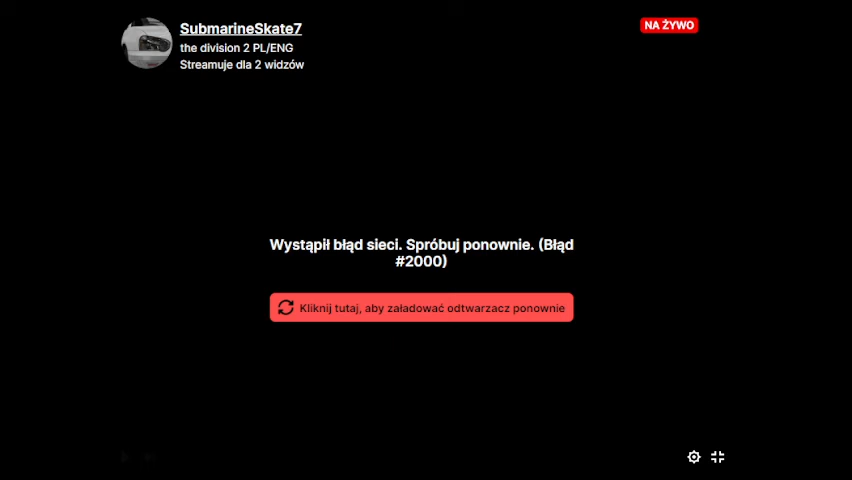 SubmarineSkate7
NA ŻYWO
the division 2 PL/ENG
Streamuje dla 2 widzów
Wystąpił błąd sieci. Spróbuj ponownie. (Błąd
#2000)
Kliknij tutaj, aby załadować odtwarzacz ponownie